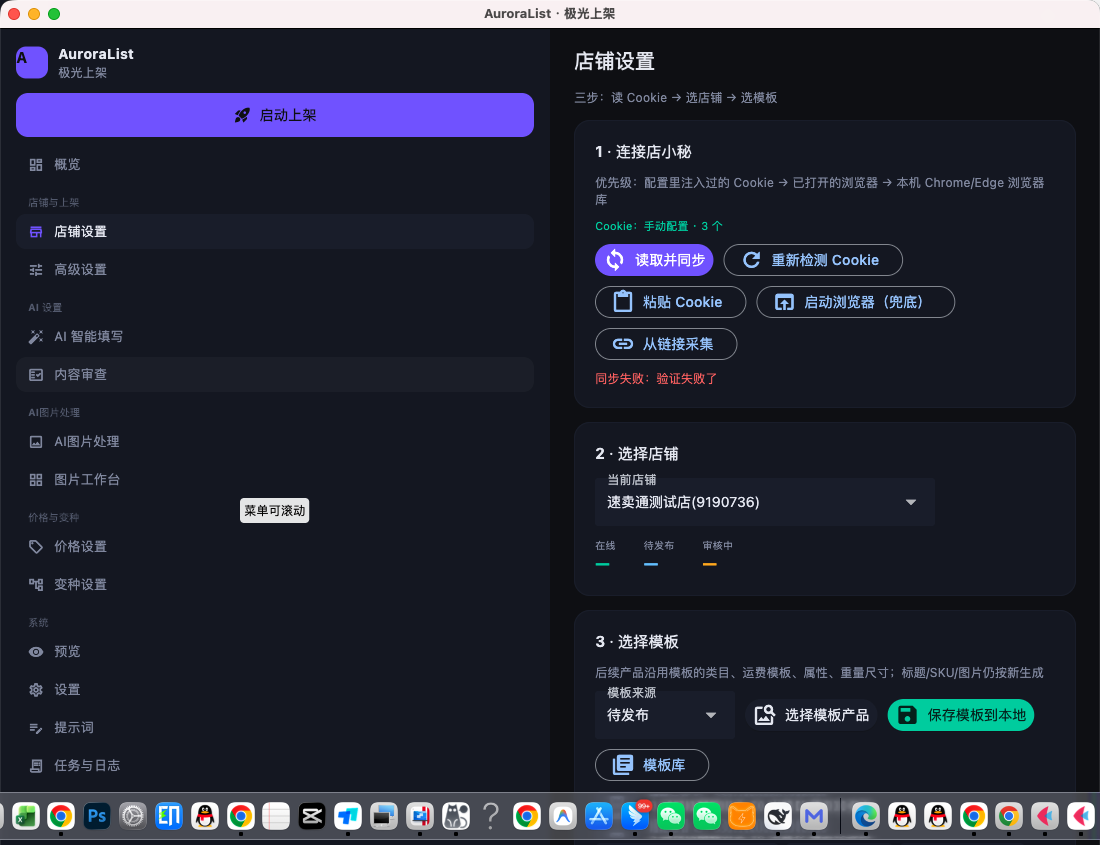 AuroraList · 极光上架
A
AuroraList
极光上架
启动上架
概览
店铺与上架
店铺设置
高级设置
AI 设置
AI 智能填写
内容审查
AI图片处理
AI图片处理
图片工作台
菜单可滚动
价格与变种
价格设置
变种设置
系统
预览
设置
提示词
任务与日志
店铺设置
三步：读 Cookie → 选店铺 → 选模板
1 · 连接店小秘
优先级：配置里注入过的 Cookie → 已打开的浏览器 → 本机 Chrome/Edge 浏览器
库
Cookie：手动配置 · 3 个
读取并同步
重新检测 Cookie
粘贴 Cookie
启动浏览器（兜底）
从链接采集
同步失败：验证失败了
2 · 选择店铺
当前店铺
速卖通测试店(9190736)
在线 待发布 审核中
3 · 选择模板
后续产品沿用模板的类目、运费模板、属性、重量尺寸；标题/SKU/图片仍按新生成
模板来源
待发布
选择模板产品
保存模板到本地
模板库
Ps
99+